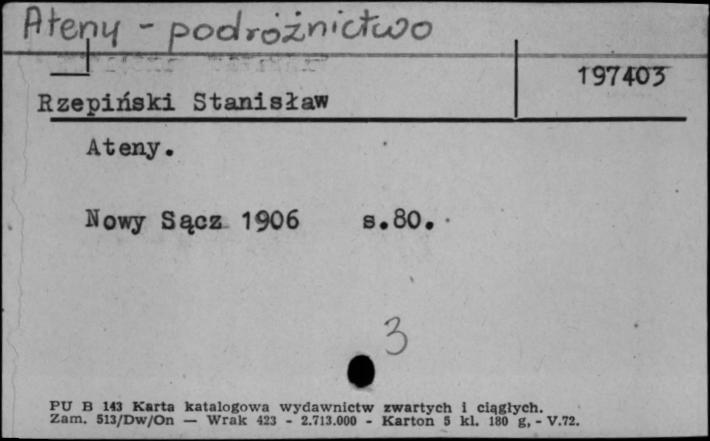 Ateny - podróżnictwo
197403
Rzepiński Stanisław
Ateny.
Nowy Sącz 1906 s.80.
3
PU B 143 Karta katalogowa wydawnictw zwartych i ciągłych.
Zam. 513/Dw/On — Wrak 423 - 2.713.000 - Karton 5 kl. 180 g, - V.72.